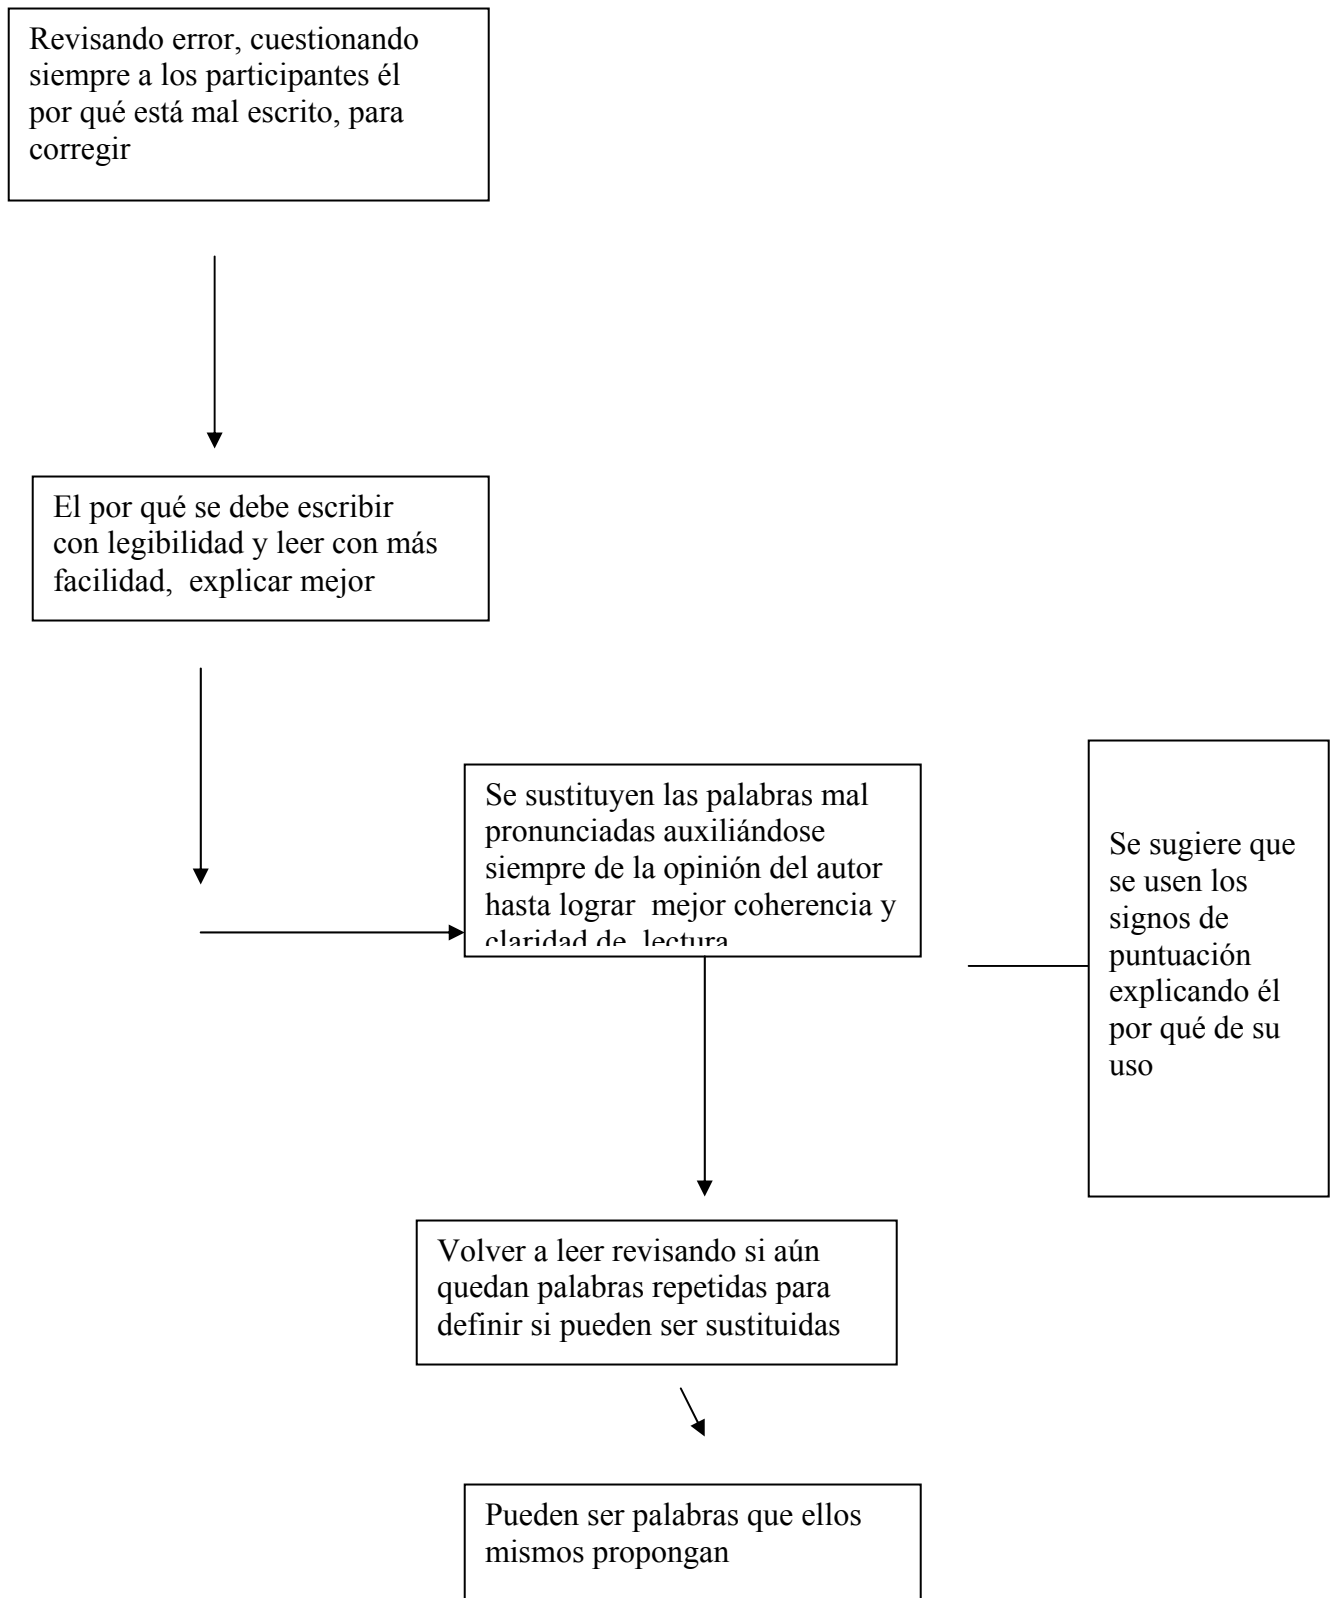 Revisando error, cuestionando
siempre a los participantes él
por qué está mal escrito, para
corregir
El por qué se debe escribir
con legibilidad y leer con más
facilidad,  explicar mejor
Se sustituyen las palabras mal
pronunciadas auxiliándose
siempre de la opinión del autor
hasta lograr  mejor coherencia y
claridad de  lectura
Se sugiere que
se usen los
signos de
puntuación
explicando él
por qué de su
uso
Volver a leer revisando si aún
quedan palabras repetidas para
definir si pueden ser sustituidas
Pueden ser palabras que ellos
mismos propongan